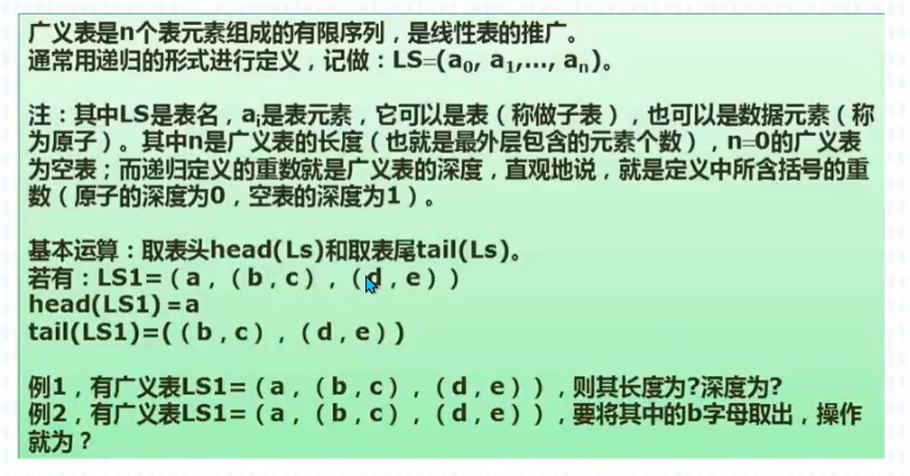 广义表是n个表元素组成的有限序列，是线性表的推广。
通常用递归的形式进行定义，记做：LS=(a₀, a₁,..., aₙ)。
注：其中LS是表名，aᵢ是表元素，它可以是表（称做子表），也可以是数据元素（称
为原子）。其中n是广义表的长度（也就是最外层包含的元素个数），n=0的广义表
为空表；而递归定义的重数就是广义表的深度，直观地说，就是定义中所含括号的重
数（原子的深度为0，空表的深度为1）。
基本运算：取表头head(Ls)和取表尾tail(Ls)。
若有：LS1=（a，（b，c），（d，e））
head(LS1)=a
tail(LS1)=(（b，c），（d，e）)
例1，有广义表LS1=（a，（b，c），（d，e）），则其长度为?深度为?
例2，有广义表LS1=（a，（b，c），（d，e）），要将其中的b字母取出，操作
就为？